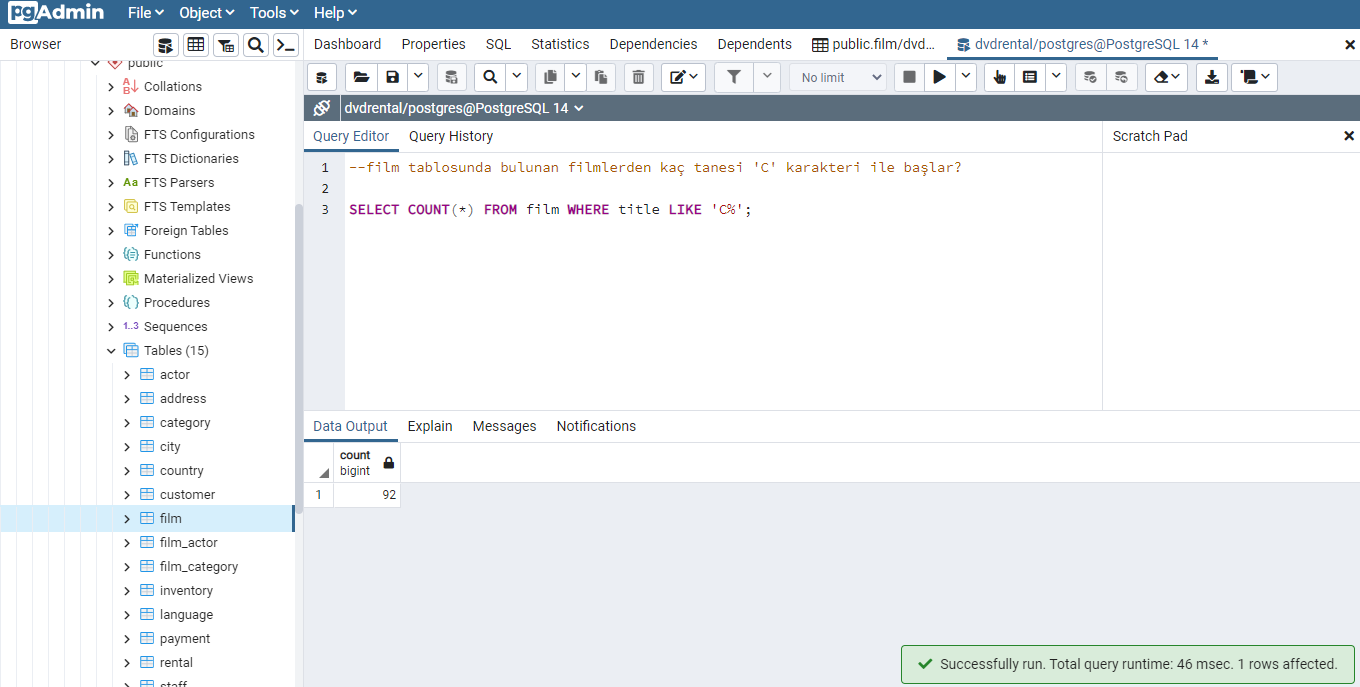 pgAdmin File Object Tools Help
Browser
Dashboard Properties SQL Statistics Dependencies Dependents public.film/dvd... dvdrental/postgres@PostgreSQL 14 *
No limit
dvdrental/postgres@PostgreSQL 14
Query Editor Query History
Scratch Pad
1 --film tablosunda bulunan filmlerden kaç tanesi 'C' karakteri ile başlar?
2
3 SELECT COUNT(*) FROM film WHERE title LIKE 'C%';
Data Output Explain Messages Notifications
count
bigint
1 92
Successfully run. Total query runtime: 46 msec. 1 rows affected.
public
Collations
Domains
FTS Configurations
FTS Dictionaries
Aa FTS Parsers
FTS Templates
Foreign Tables
Functions
Materialized Views
Procedures
1..3 Sequences
Tables (15)
actor
address
category
city
country
customer
film
film_actor
film_category
inventory
language
payment
rental
staff